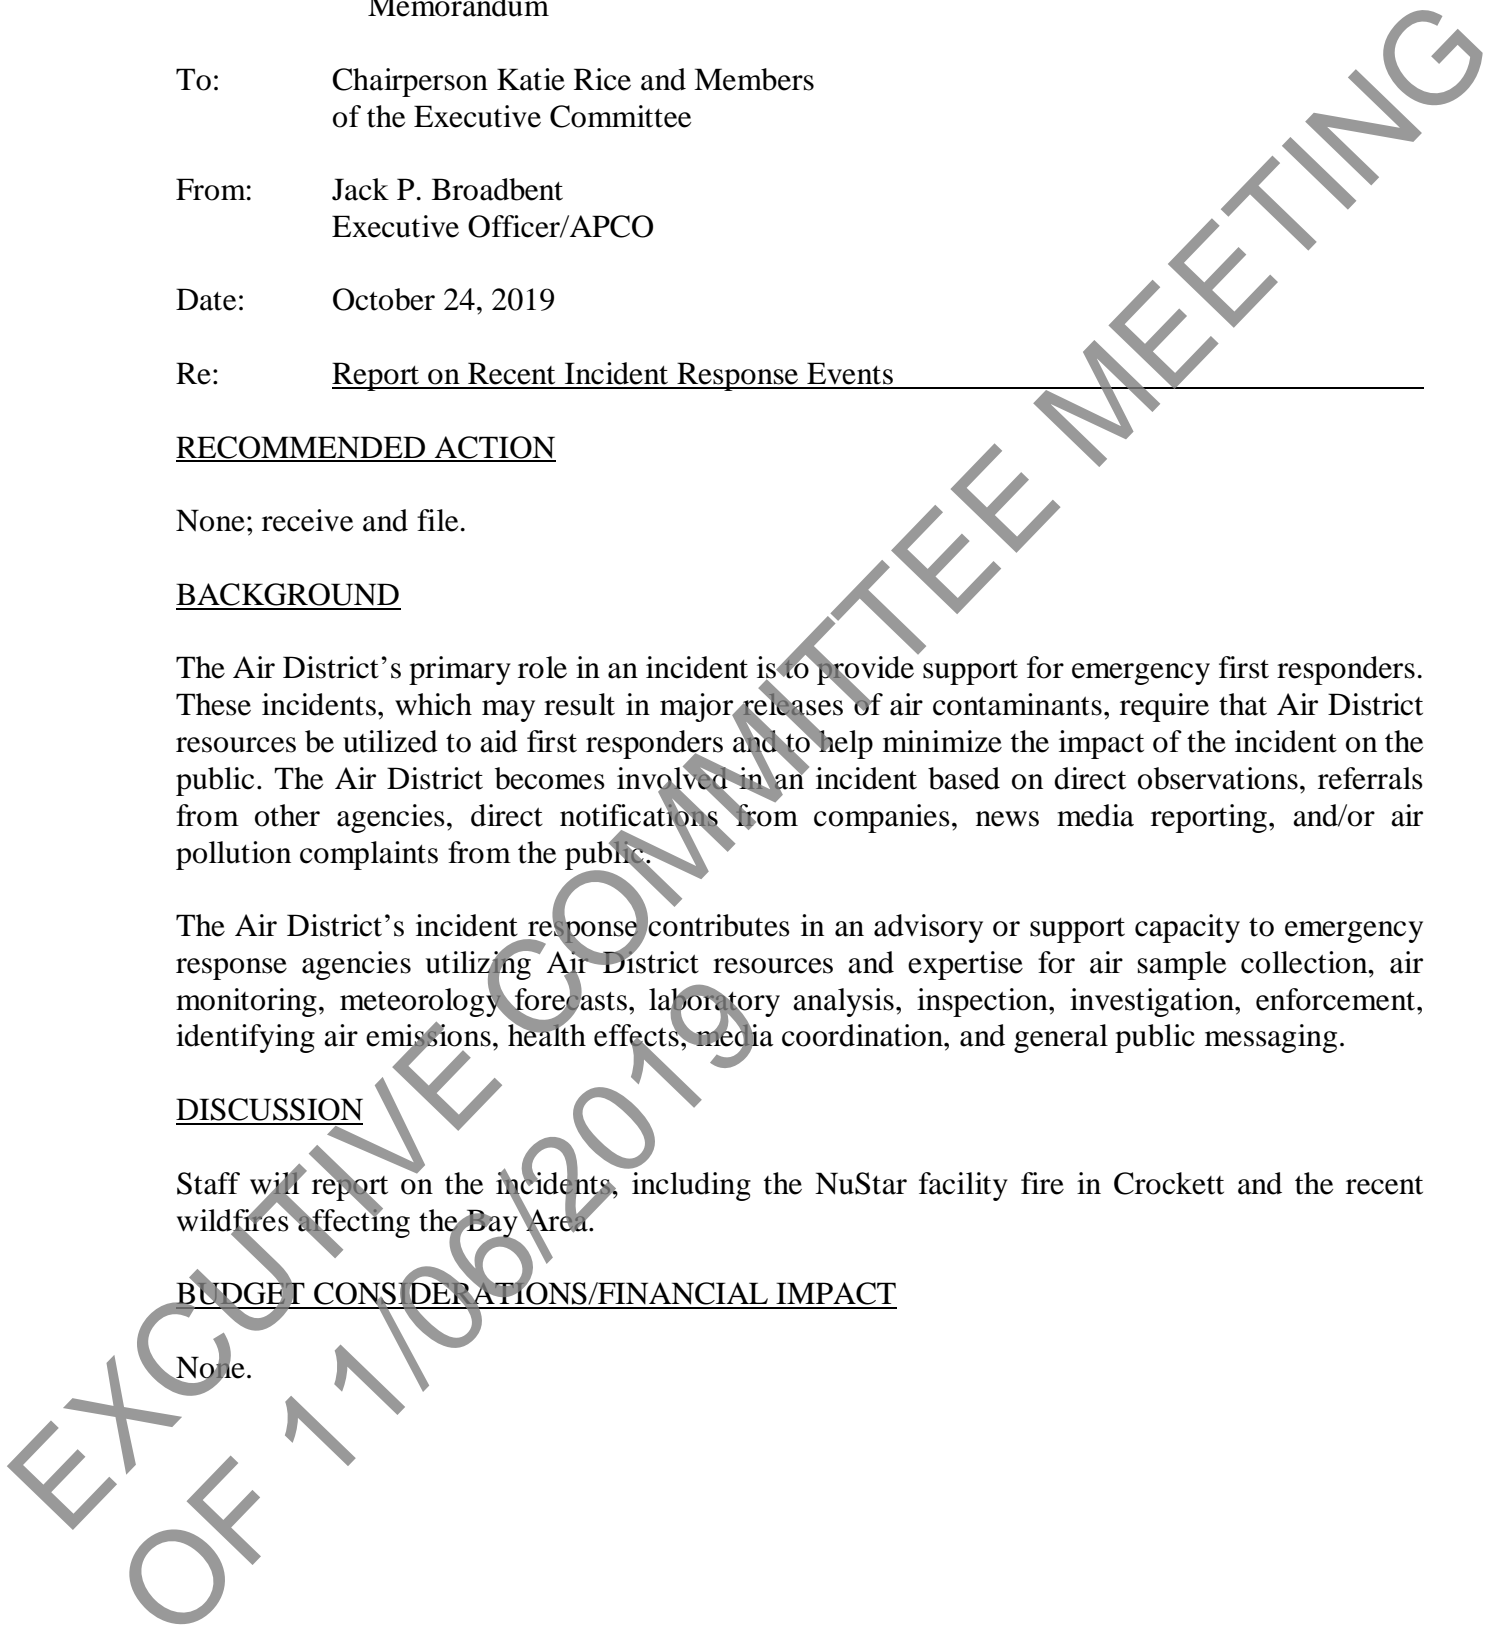 Memorandum
To: Chairperson Katie Rice and Members
of the Executive Committee
From: Jack P. Broadbent
Executive Officer/APCO
Date: October 24, 2019
Re: Report on Recent Incident Response Events
RECOMMENDED ACTION
None; receive and file.
BACKGROUND
The Air District’s primary role in an incident is to provide support for emergency first responders.
These incidents, which may result in major releases of air contaminants, require that Air District
resources be utilized to aid first responders and to help minimize the impact of the incident on the
public. The Air District becomes involved in an incident based on direct observations, referrals
from other agencies, direct notifications from companies, news media reporting, and/or air
pollution complaints from the public.
The Air District’s incident response contributes in an advisory or support capacity to emergency
response agencies utilizing Air District resources and expertise for air sample collection, air
monitoring, meteorology forecasts, laboratory analysis, inspection, investigation, enforcement,
identifying air emissions, health effects, media coordination, and general public messaging.
DISCUSSION
Staff will report on the incidents, including the NuStar facility fire in Crockett and the recent
wildfires affecting the Bay Area.
BUDGET CONSIDERATIONS/FINANCIAL IMPACT
None.
EXCUTIVE COMMITTEE MEETING
OF 11/06/2019